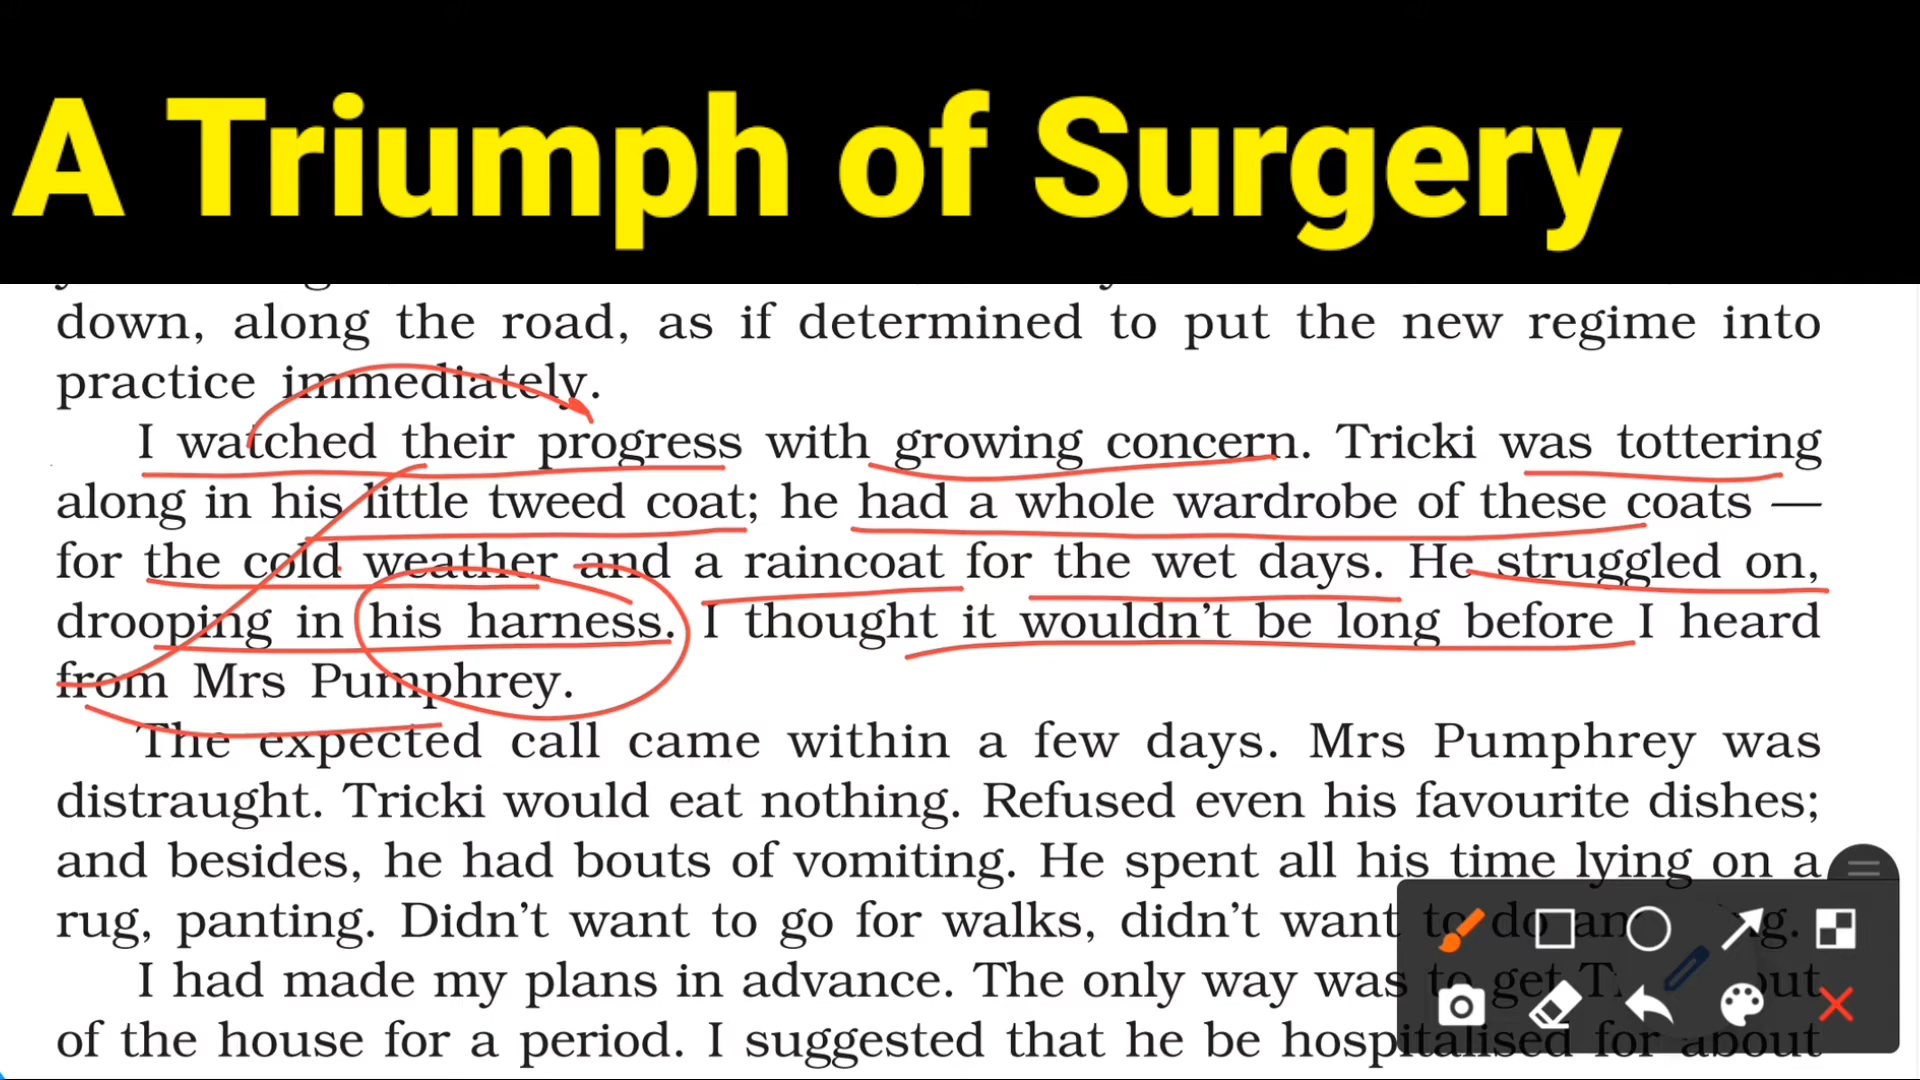 A Triumph of Surgery
down, along the road, as if determined to put the new regime into
practice immediately.
I watched their progress with growing concern. Tricki was tottering
along in his little tweed coat; he had a whole wardrobe of these coats —
for the cold weather and a raincoat for the wet days. He struggled on,
drooping in his harness. I thought it wouldn't be long before I heard
from Mrs Pumphrey.
The expected call came within a few days. Mrs Pumphrey was
distraught. Tricki would eat nothing. Refused even his favourite dishes;
and besides, he had bouts of vomiting. He spent all his time lying on a
rug, panting. Didn't want to go for walks, didn't want to do
I had made my plans in advance. The only way was to get out
of the house for a period. I suggested that he be hospitalised for about